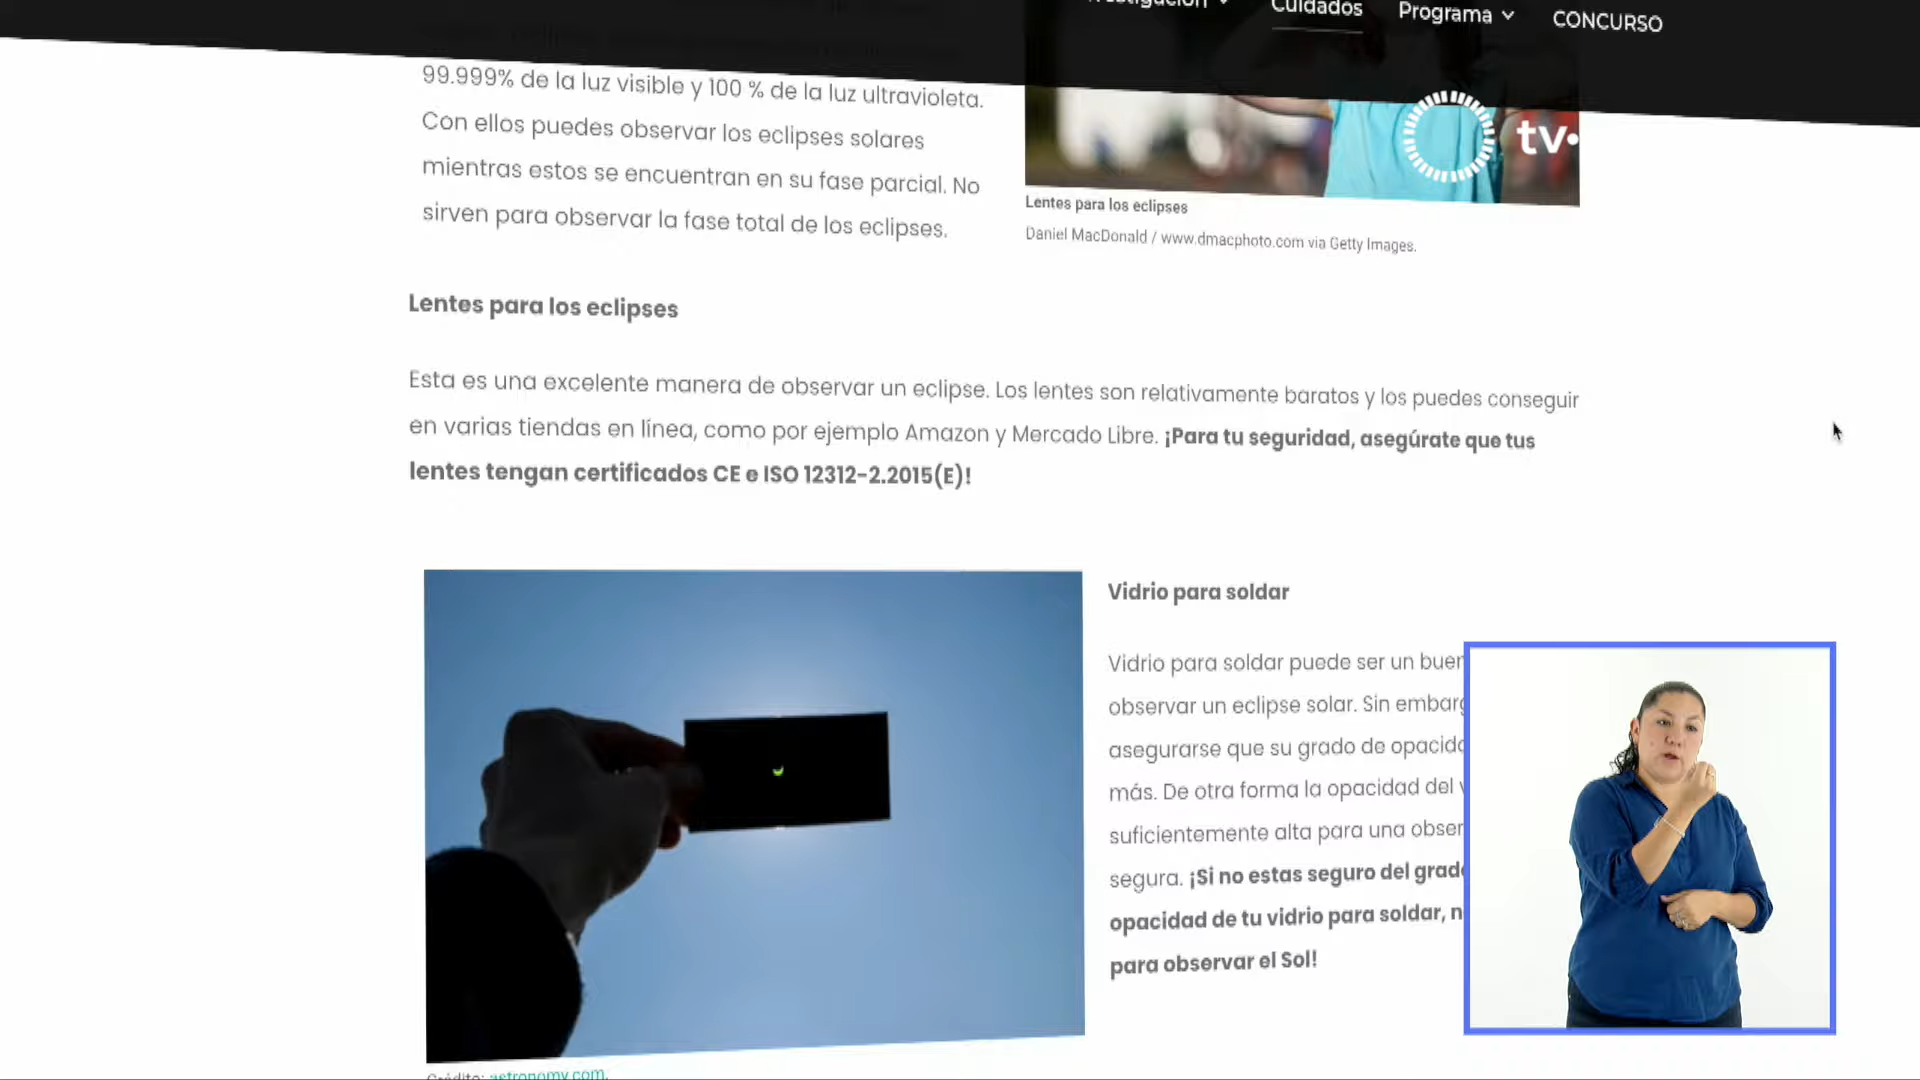 Cuidados
Programa
CONCURSO
99.999% de la luz visible y 100 % de la luz ultravioleta.
Con ellos puedes observar los eclipses solares
mientras estos se encuentran en su fase parcial. No
sirven para observar la fase total de los eclipses.
tv•
Lentes para los eclipses
Daniel MacDonald / www.dmacphoto.com via Getty Images.
Lentes para los eclipses
Esta es una excelente manera de observar un eclipse. Los lentes son relativamente baratos y los puedes conseguir
en varias tiendas en línea, como por ejemplo Amazon y Mercado Libre. ¡Para tu seguridad, asegúrate que tus
lentes tengan certificados CE e ISO 12312-2.2015(E)!
Vidrio para soldar
Vidrio para soldar puede ser un buen
observar un eclipse solar. Sin
asegurarse que su grado de
más. De otra forma la opacidad del
suficientemente alta para una
segura. ¡Si no estas seguro del
opacidad de tu vidrio para soldar,
para observar el Sol!
Crédito: astronomy.com.